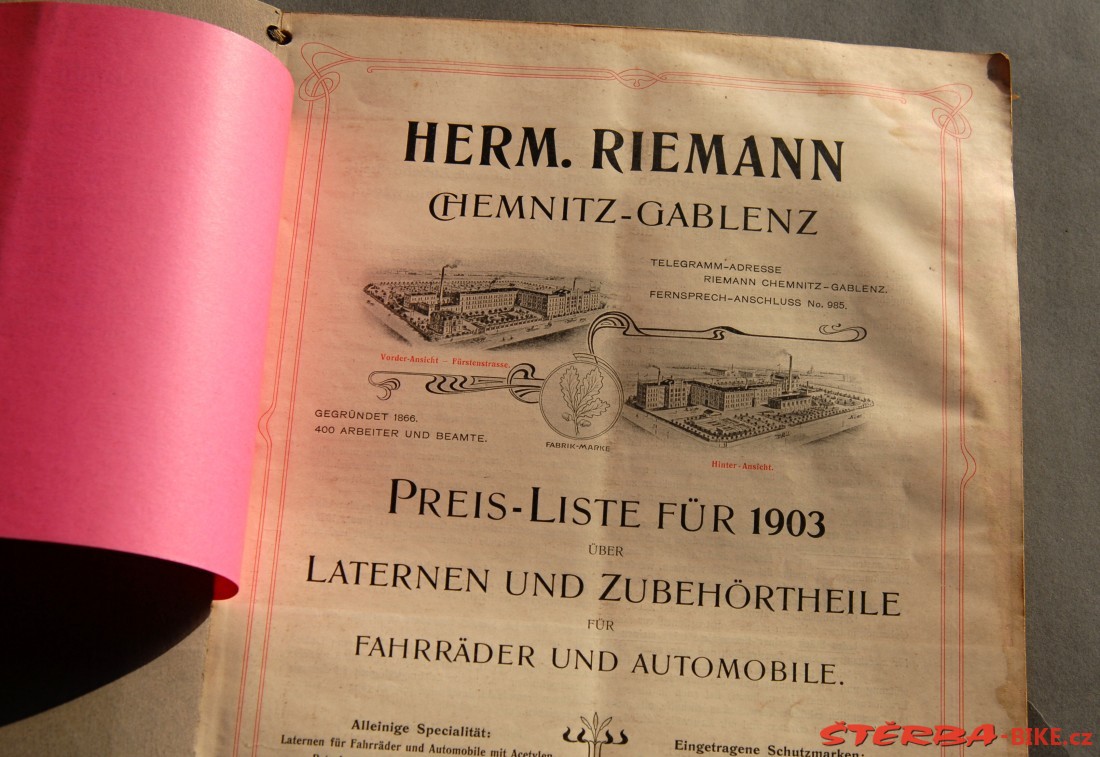 HERM. RIEMANN
CHEMNITZ-GABLENZ
TELEGRAMM-ADRESSE
RIEMANN CHEMNITZ-GABLENZ.
FERNSPRECH-ANSCHLUSS No. 985.
Vorder-Ansicht — Fürstenstrasse.
GEGRÜNDET 1866.
400 ARBEITER UND BEAMTE.
FABRIK-MARKE
Hinter-Ansicht.
PREIS-LISTE FÜR 1903
ÜBER
LATERNEN UND ZUBEHÖRTHEILE
FÜR
FAHRRÄDER UND AUTOMOBILE.
Alleinige Specialität:
Laternen für Fahrräder und Automobile mit Acetylen
Eingetragene Schutzmarken:
ŠTĚRBA-BIKE.cz